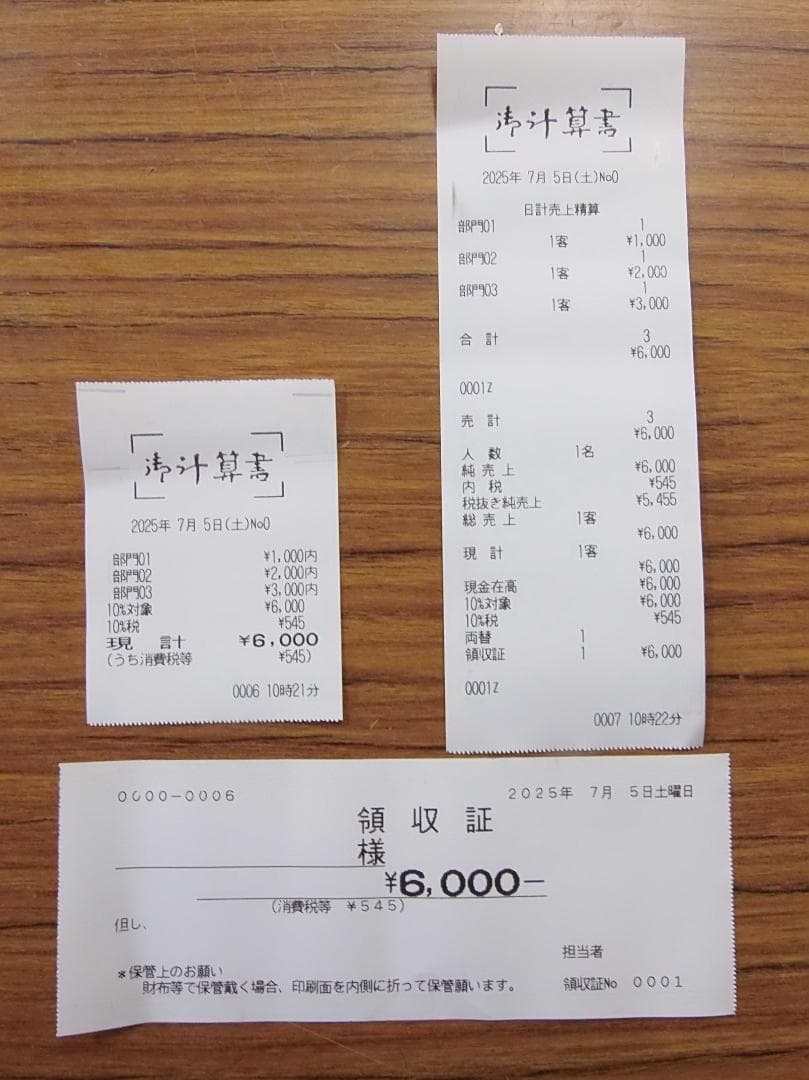 御計算書
2025年 7月 5日(土)No0
部門01 ¥1,000内
部門02 ¥2,000内
部門03 ¥3,000内
10%対象 ¥6,000
10%税 ¥545
現 計 ¥6,000
(うち消費税等 ¥545)
0006 10時21分
御計算書
2025年 7月 5日(土)No0
日計売上精算
部門01 1
1客 ¥1,000
部門02 1
1客 ¥2,000
部門03 1
1客 ¥3,000
合 計 3
¥6,000
0001Z
売 計 3
¥6,000
人 数 1名
純 売 上 ¥6,000
内 税 ¥545
税抜き純売上 ¥5,455
総 売 上 1客
¥6,000
現 計 1客
¥6,000
現金在高 ¥6,000
10%対象 ¥6,000
10%税 ¥545
両替 1
領収証 1 ¥6,000
0001Z
0007 10時22分
0000-0006 2025年 7月 5日土曜日
領 収 証
様
¥6,000-
(消費税等 ¥545)
但し、
担当者
*保管上のお願い
財布等で保管戴く場合、印刷面を内側に折って保管願います。 領収証No 0001